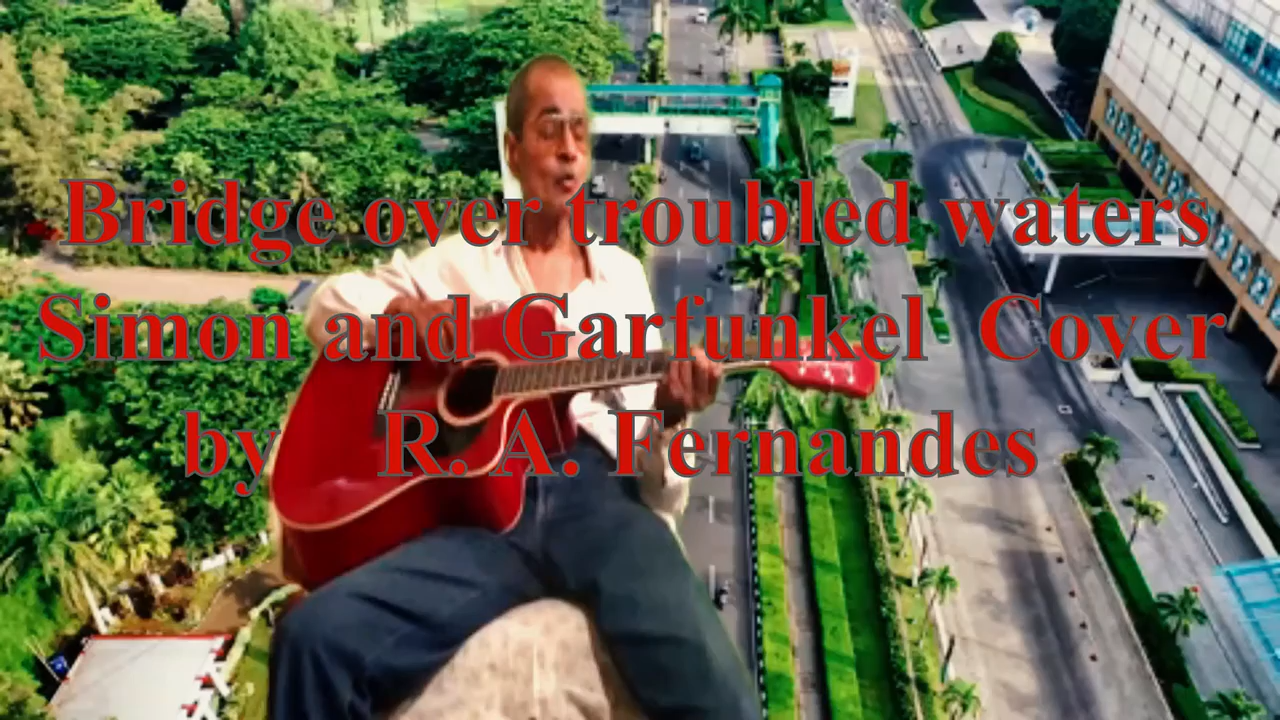 Bridge over troubled waters
Simon and Garfunkel Cover
by R. A. Fernandes